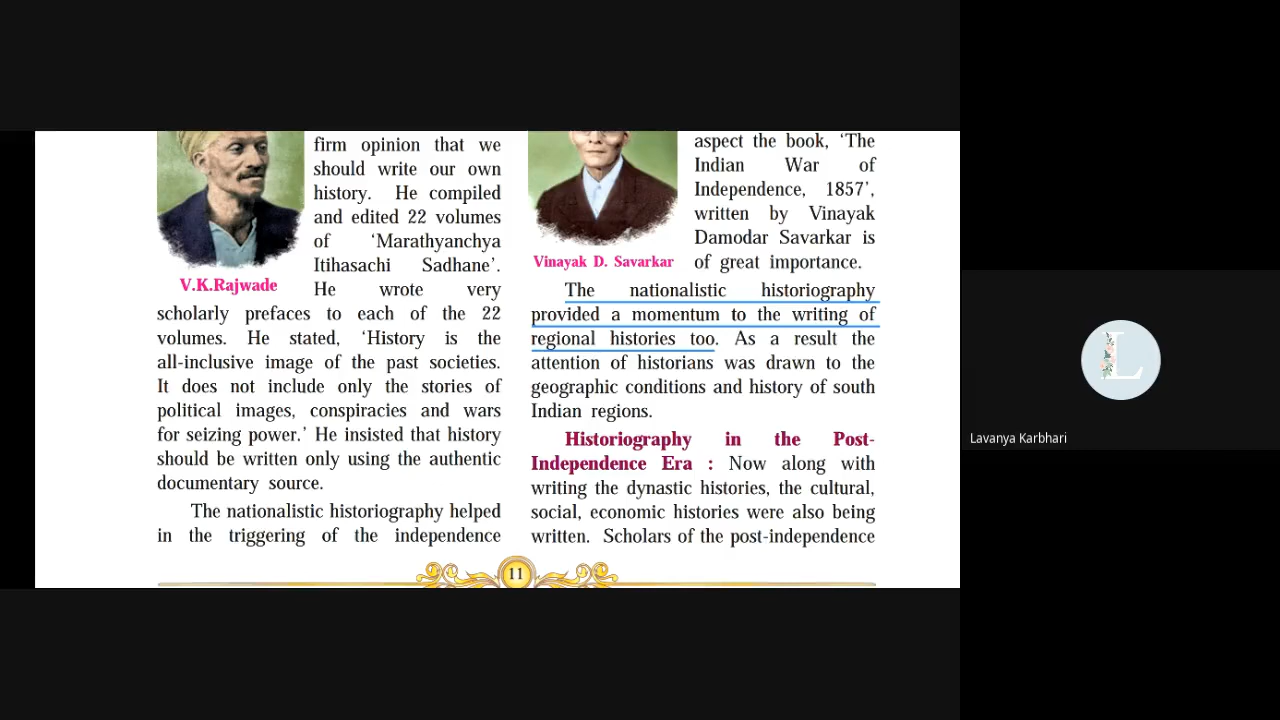 firm opinion that we
should write our own
history. He compiled
and edited 22 volumes
of ‘Marathyanchya
Itihasachi Sadhane’.
V.K.Rajwade
He wrote very
scholarly prefaces to each of the 22
volumes. He stated, ‘History is the
all-inclusive image of the past societies.
It does not include only the stories of
political images, conspiracies and wars
for seizing power.’ He insisted that history
should be written only using the authentic
documentary source.
The nationalistic historiography helped
in the triggering of the independence
aspect the book, ‘The
Indian War of
Independence, 1857’,
written by Vinayak
Damodar Savarkar is
Vinayak D. Savarkar
of great importance.
The nationalistic historiography
provided a momentum to the writing of
regional histories too. As a result the
attention of historians was drawn to the
geographic conditions and history of south
Indian regions.
Historiography in the Post-
Independence Era : Now along with
writing the dynastic histories, the cultural,
social, economic histories were also being
written. Scholars of the post-independence
11
L
Lavanya Karbhari